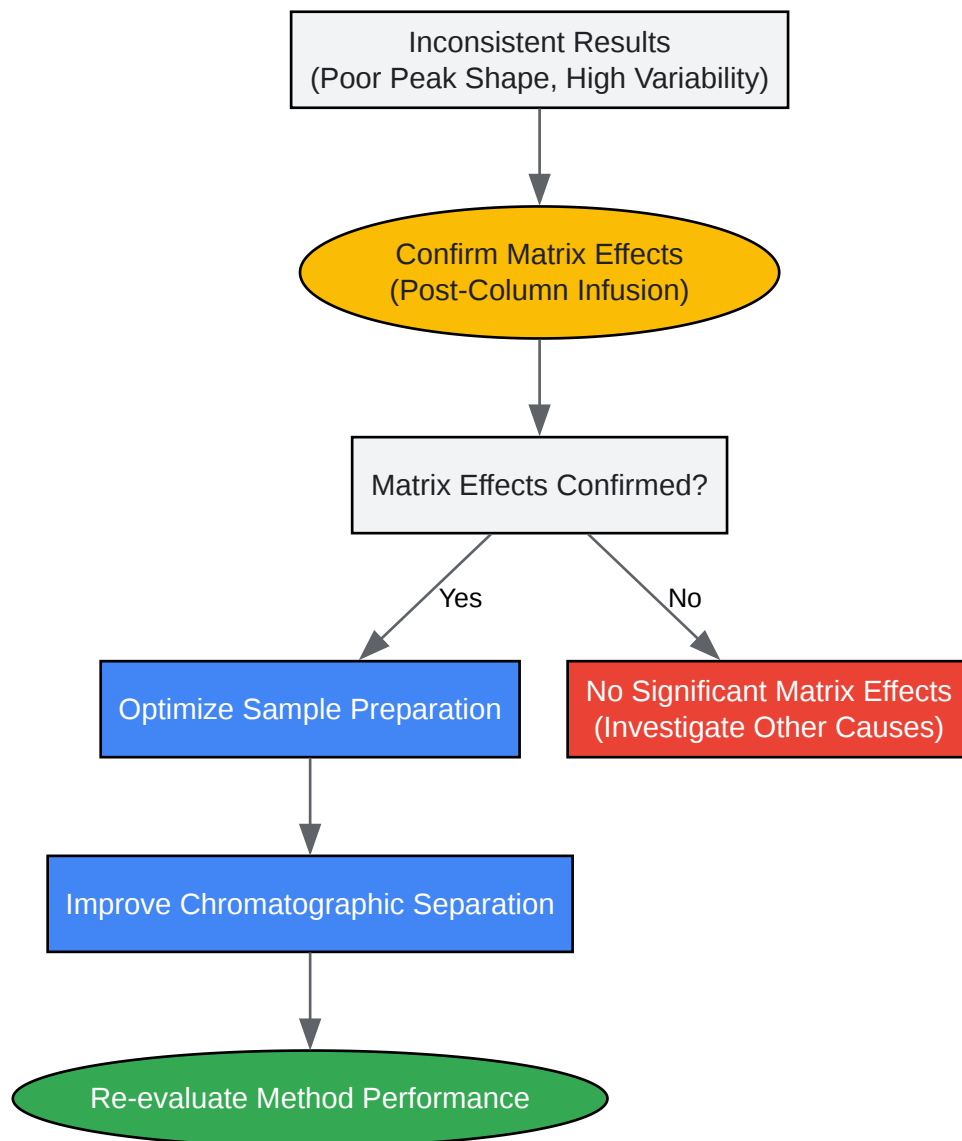 Inconsistent Results
(Poor Peak Shape, High Variability)
Confirm Matrix Effects
(Post-Column Infusion)
Matrix Effects Confirmed?
Yes
No
Optimize Sample Preparation
No Significant Matrix Effects
(Investigate Other Causes)
Improve Chromatographic Separation
Re-evaluate Method Performance